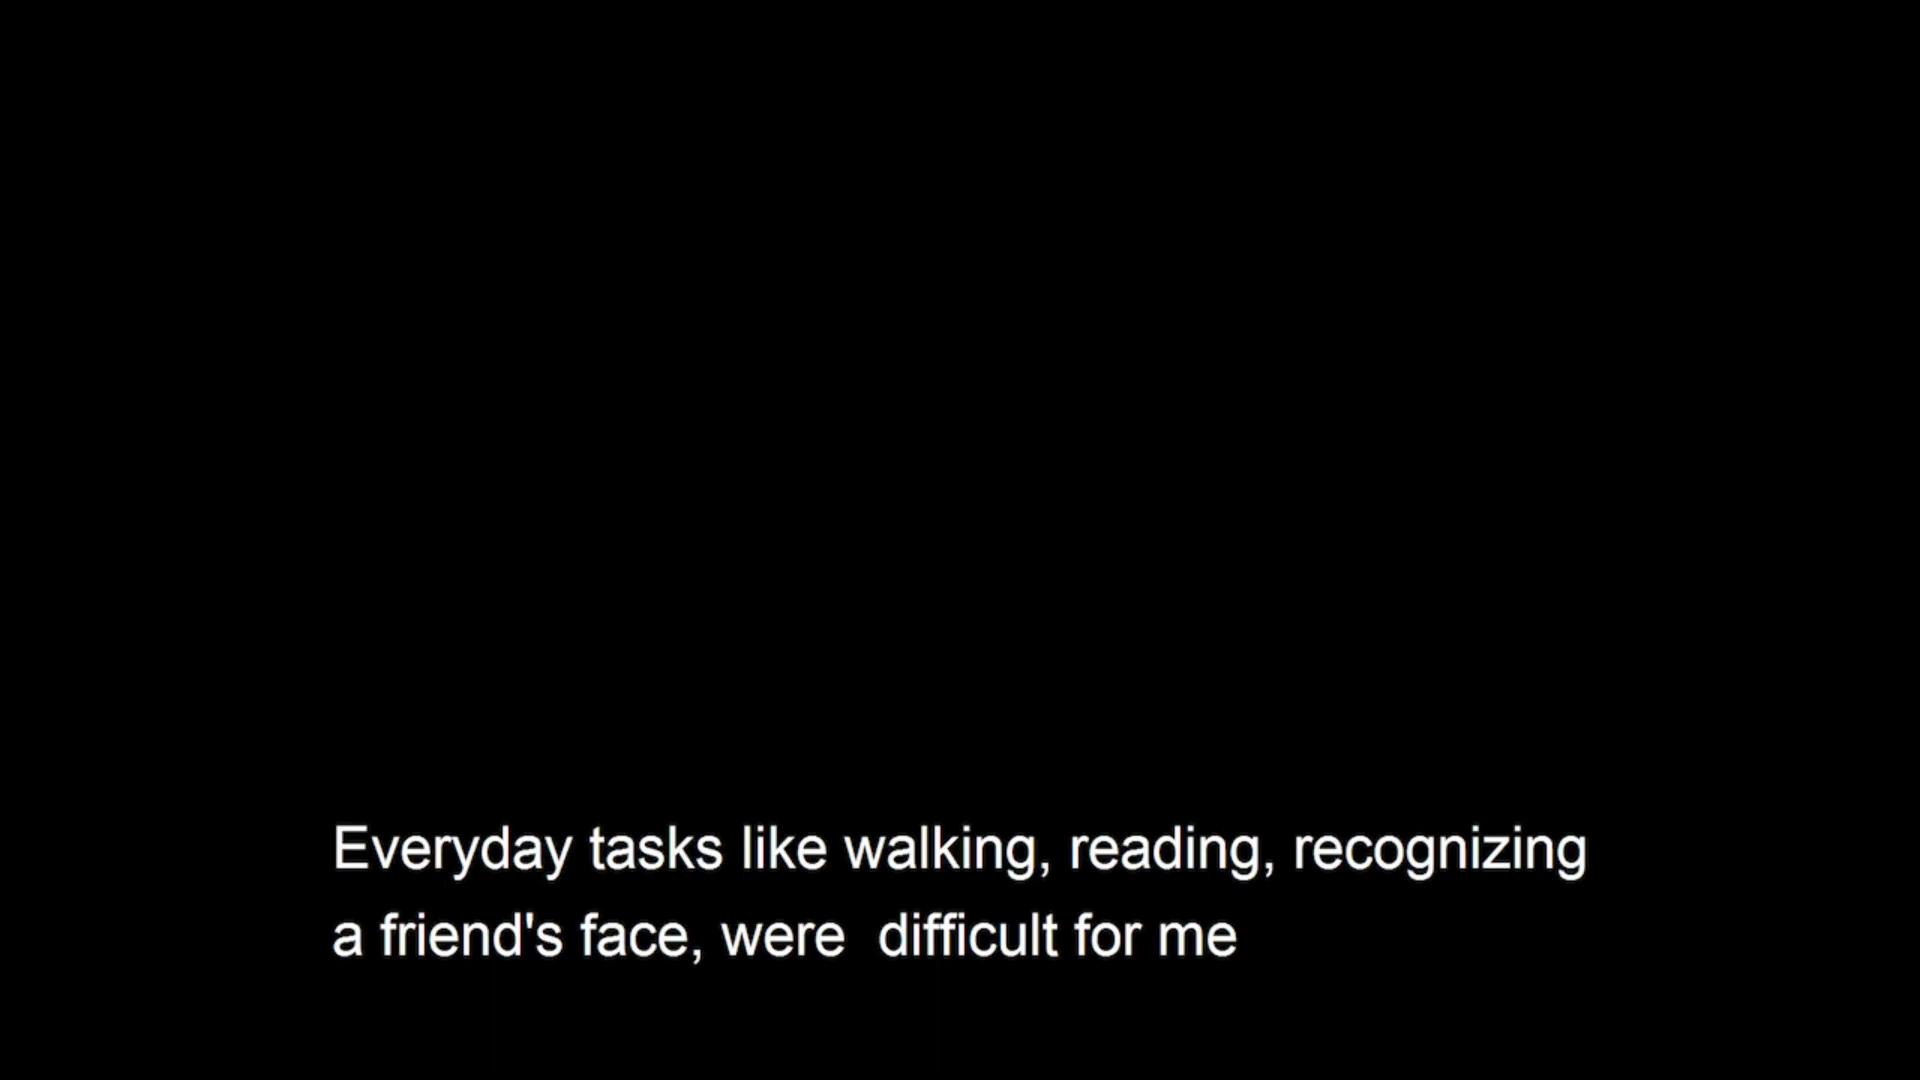 Everyday tasks like walking, reading, recognizing
a friend's face, were  difficult for me